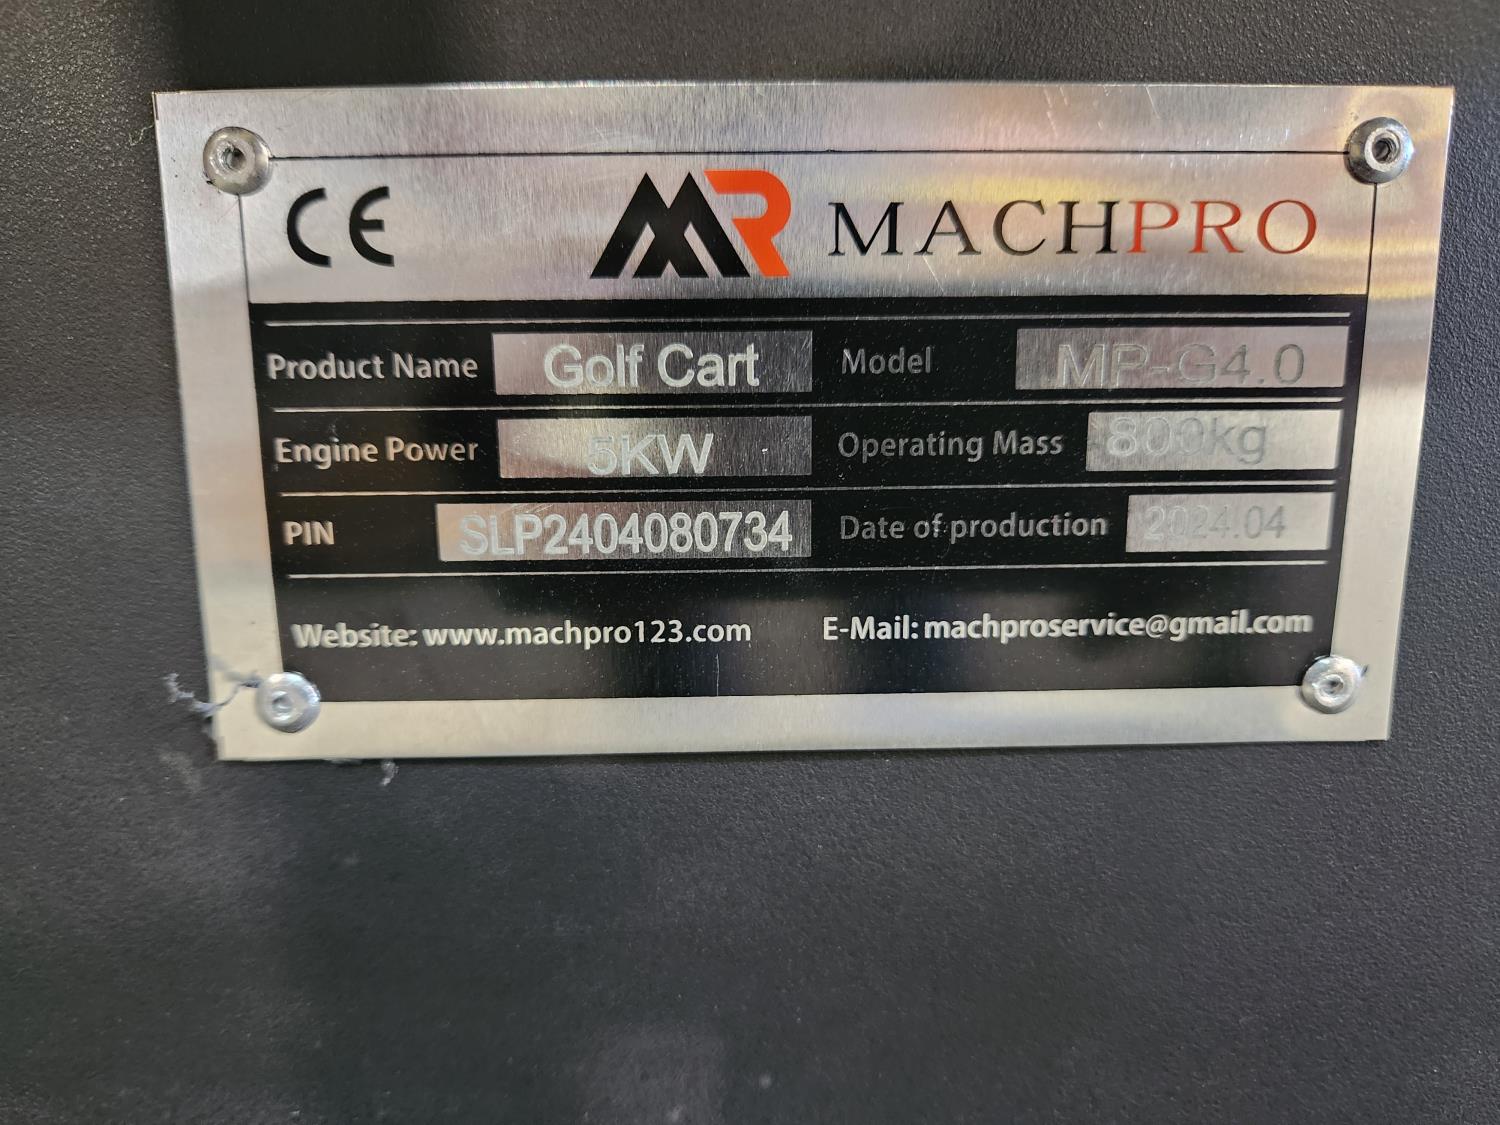 CE MR MACHPRO
Product Name Golf Cart Model MP-G4.0
Engine Power 5KW Operating Mass 800kg
PIN SLP2404080734 Date of production 2024.04
Website: www.machpro123.com E-Mail: machproservice@gmail.com